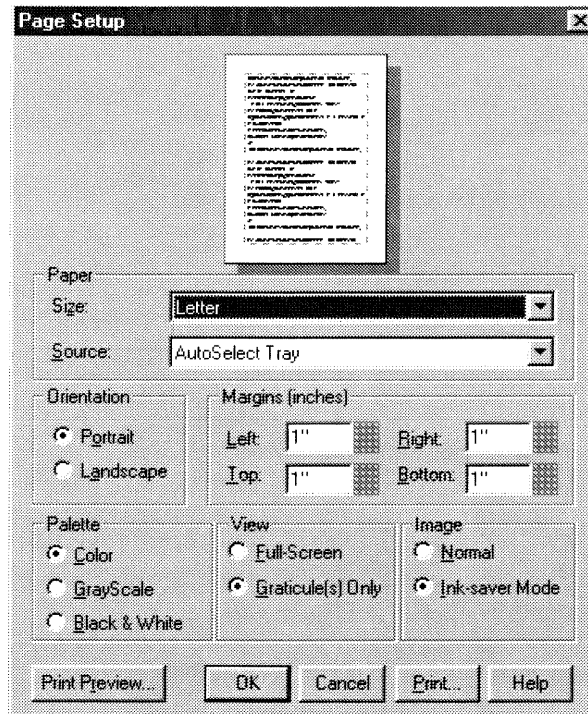 Page Setup
Paper
Size: Letter
Source: AutoSelect Tray
Orientation
Portrait
Landscape
Margins (inches)
Left: 1" Right: 1"
Top: 1" Bottom: 1"
Palette
Color
GrayScale
Black & White
View
Full-Screen
Graticule(s) Only
Image
Normal
Ink-saver Mode
Print Preview... OK Cancel Print... Help